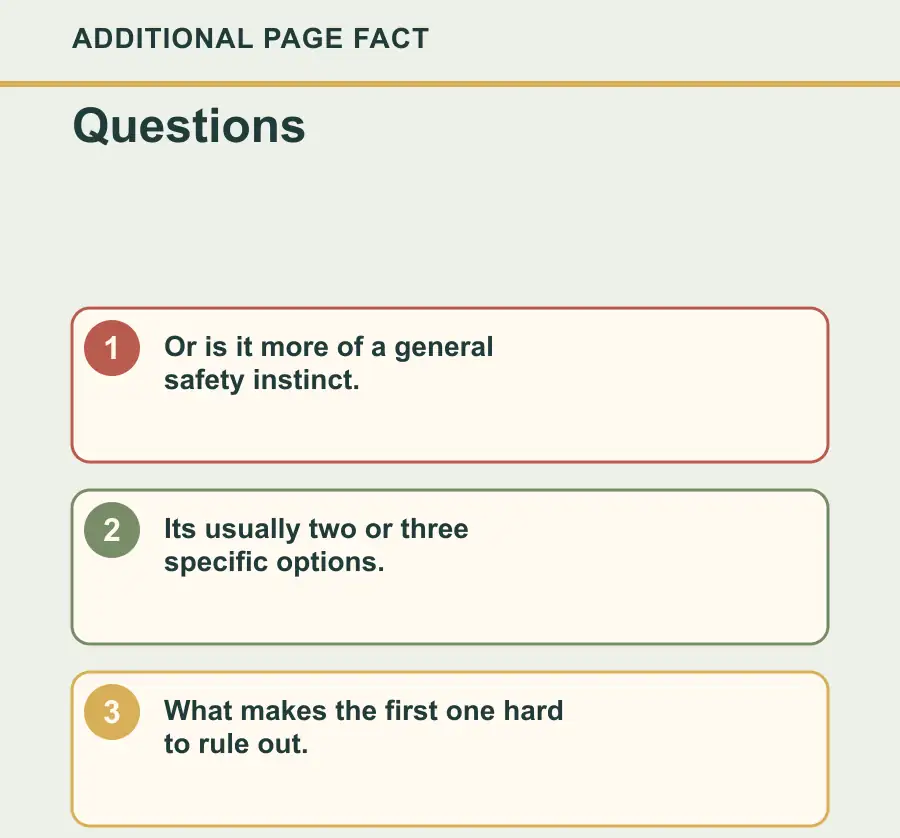 ADDITIONAL PAGE FACT
Questions
1
Or is it more of a general
safety instinct.
2
Its usually two or three
specific options.
3
What makes the first one hard
to rule out.